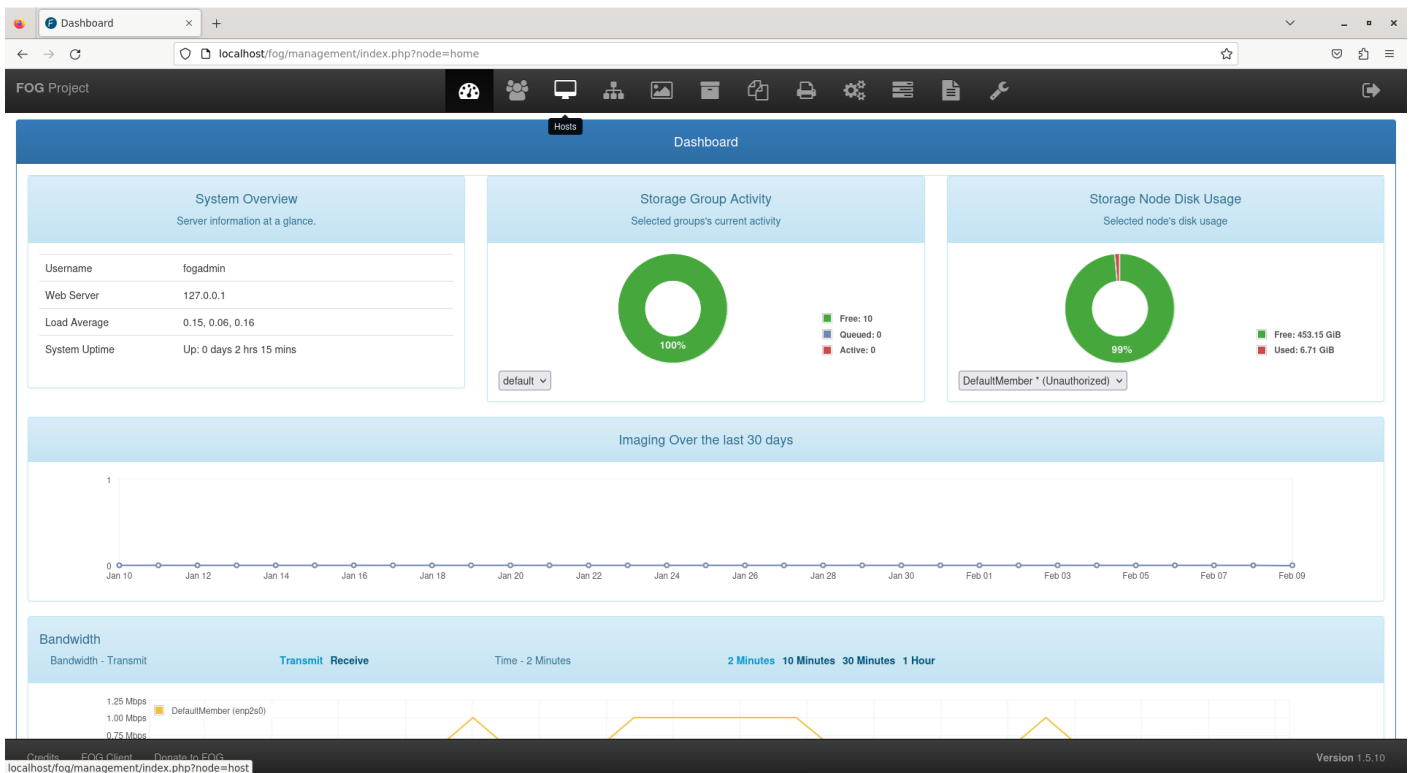 Dashboard
localhost/fog/management/index.php?node=home
FOG Project
Hosts
Dashboard
System Overview
Server information at a glance.
Username fogadmin
Web Server 127.0.0.1
Load Average 0.15, 0.06, 0.16
System Uptime Up: 0 days 2 hrs 15 mins
Storage Group Activity
Selected groups's current activity
100%
Free: 10
Queued: 0
Active: 0
default
Storage Node Disk Usage
Selected node's disk usage
99%
Free: 453.15 GiB
Used: 6.71 GiB
DefaultMember * (Unauthorized)
Imaging Over the last 30 days
1
0
Jan 10 Jan 12 Jan 14 Jan 16 Jan 18 Jan 20 Jan 22 Jan 24 Jan 26 Jan 28 Jan 30 Feb 01 Feb 03 Feb 05 Feb 07 Feb 09
Bandwidth
Bandwidth - Transmit Transmit Receive Time - 2 Minutes 2 Minutes 10 Minutes 30 Minutes 1 Hour
1.25 Mbps
DefaultMember (enp2s0)
1.00 Mbps
0.75 Mbps
Credits FOG Client Donate to FOG Version 1.5.10
localhost/fog/management/index.php?node=host